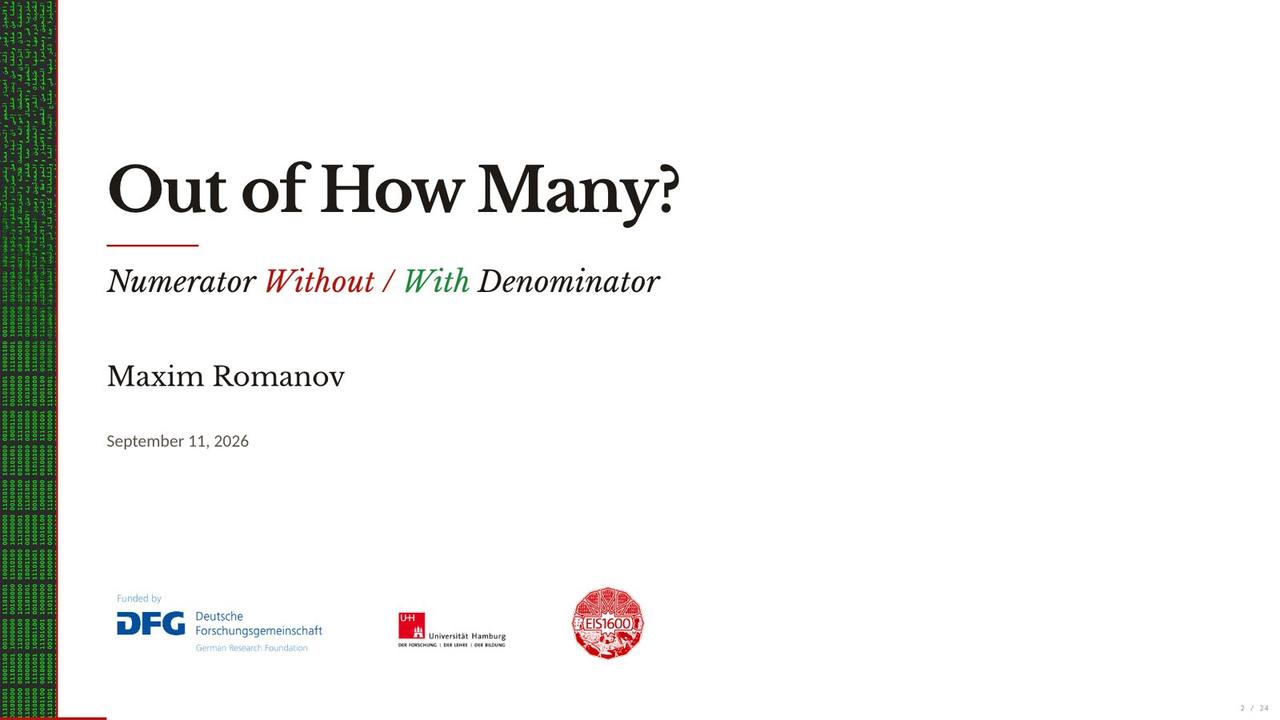 Out of How Many?
Numerator Without / With Denominator
Maxim Romanov
September 11, 2026
Funded by
DFG Deutsche
Forschungsgemeinschaft
German Research Foundation
UH
Universität Hamburg
DER FORSCHUNG | DER LEHRE | DER BILDUNG
EIS1600
2 / 24